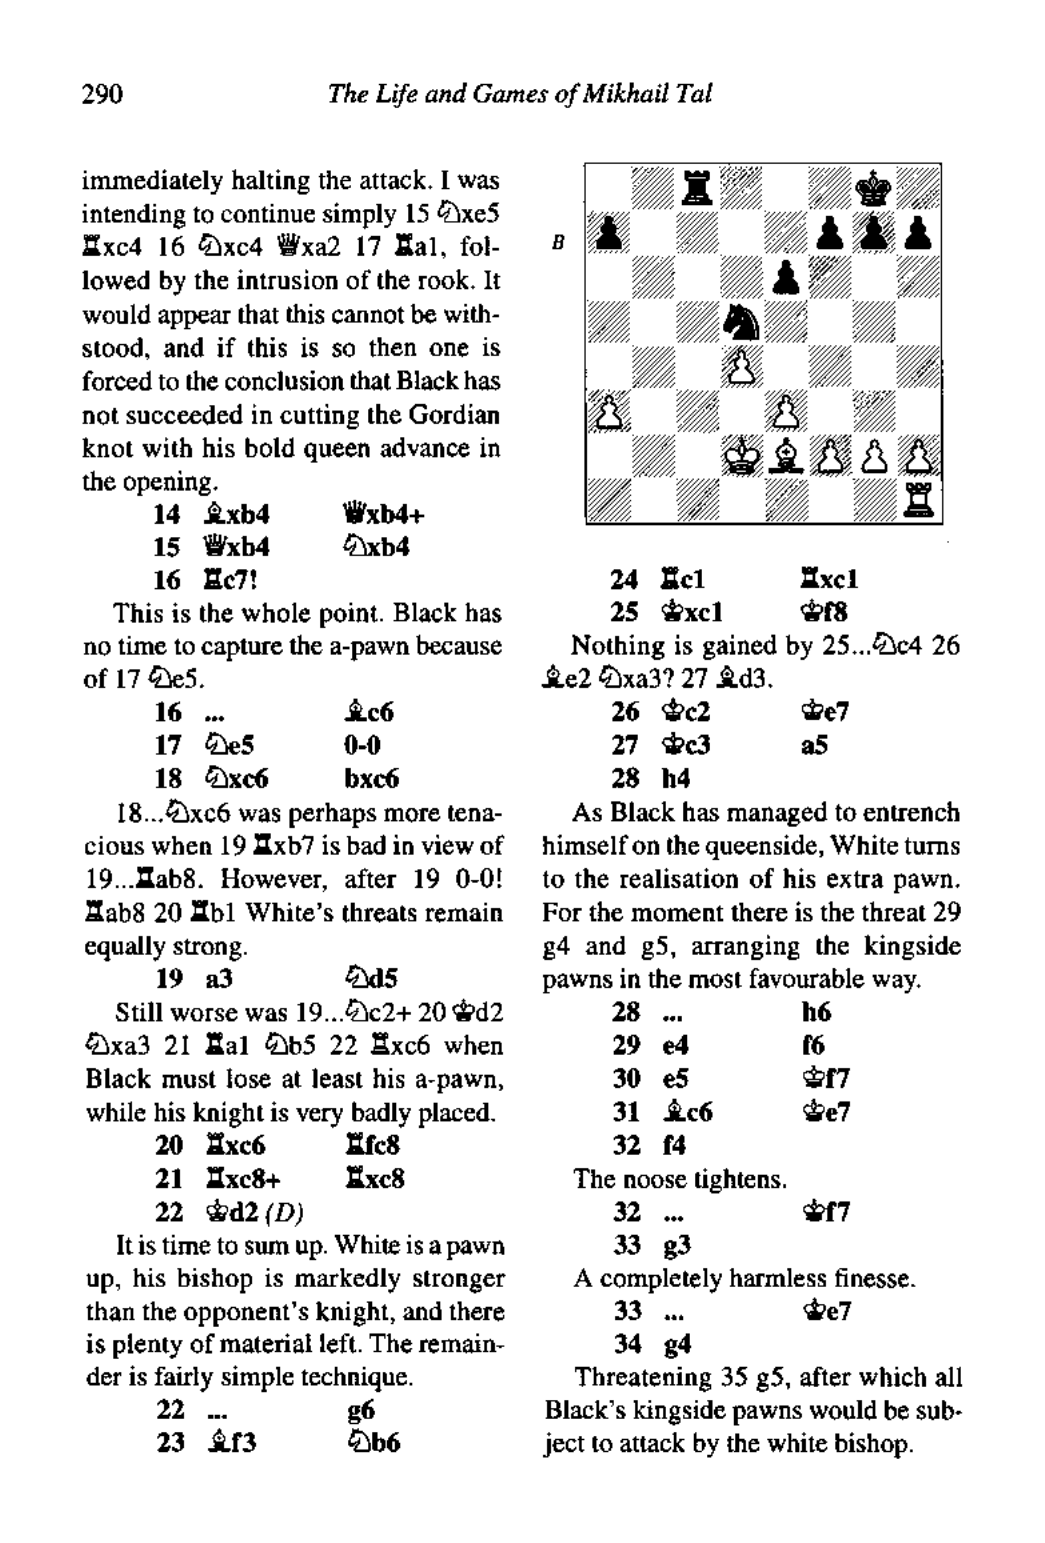 290
The Life and Games of Mikhail Tal
immediately halting the attack. I was
intending to continue simply 15 ♘xe5
♖xc4 16 ♘xc4 ♕xa2 17 ♖a1, fol-
lowed by the intrusion of the rook. It
would appear that this cannot be with-
stood, and if this is so then one is
forced to the conclusion that Black has
not succeeded in cutting the Gordian
knot with his bold queen advance in
the opening.
14 ♗xb4 ♕xb4+
15 ♕xb4 ♘xb4
16 ♖c7!
This is the whole point. Black has
no time to capture the a-pawn because
of 17 ♘e5.
16 ... ♗c6
17 ♘e5 0-0
18 ♘xc6 bxc6
18...♘xc6 was perhaps more tena-
cious when 19 ♖xb7 is bad in view of
19...♖ab8. However, after 19 0-0!
♖ab8 20 ♖b1 White's threats remain
equally strong.
19 a3 ♘d5
Still worse was 19...♘c2+ 20 ♔d2
♘xa3 21 ♖a1 ♘b5 22 ♖xc6 when
Black must lose at least his a-pawn,
while his knight is very badly placed.
20 ♖xc6 ♖fc8
21 ♖xc8+ ♖xc8
22 ♔d2 (D)
It is time to sum up. White is a pawn
up, his bishop is markedly stronger
than the opponent's knight, and there
is plenty of material left. The remain-
der is fairly simple technique.
22 ... g6
23 ♗f3 ♘b6
B
24 ♖c1 ♖xc1
25 ♔xc1 ♔f8
Nothing is gained by 25...♘c4 26
♗e2 ♘xa3? 27 ♗d3.
26 ♔c2 ♔e7
27 ♔c3 a5
28 h4
As Black has managed to entrench
himself on the queenside, White turns
to the realisation of his extra pawn.
For the moment there is the threat 29
g4 and g5, arranging the kingside
pawns in the most favourable way.
28 ... h6
29 e4 f6
30 e5 ♔f7
31 ♗c6 ♔e7
32 f4
The noose tightens.
32 ... ♔f7
33 g3
A completely harmless finesse.
33 ... ♔e7
34 g4
Threatening 35 g5, after which all
Black's kingside pawns would be sub-
ject to attack by the white bishop.